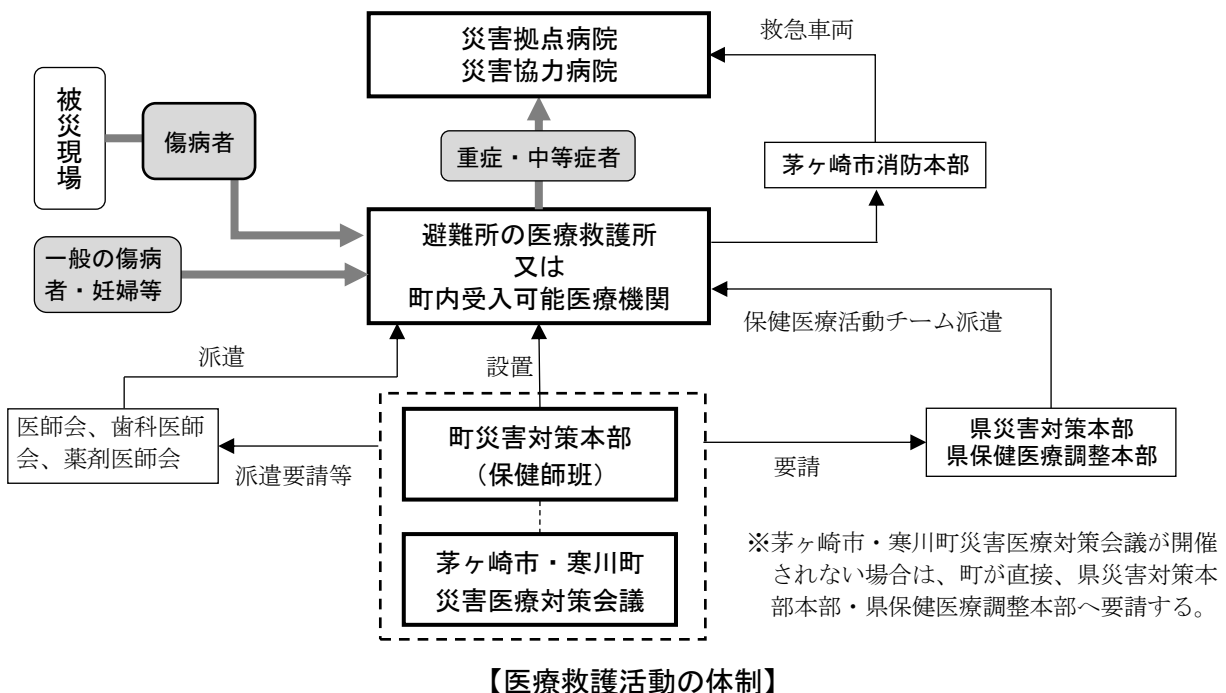 災害拠点病院
災害協力病院
救急車両
被災現場
傷病者
重症・中等症者
茅ヶ崎市消防本部
避難所の医療救護所
又は
町内受入可能医療機関
一般の傷病
者・妊婦等
保健医療活動チーム派遣
派遣
設置
医師会、歯科医師
会、薬剤医師会
派遣要請等
町災害対策本部
（保健師班）
要請
県災害対策本部
県保健医療調整本部
茅ヶ崎市・寒川町
災害医療対策会議
※茅ヶ崎市・寒川町災害医療対策会議が開催
されない場合は、町が直接、県災害対策本
部本部・県保健医療調整本部へ要請する。
【医療救護活動の体制】